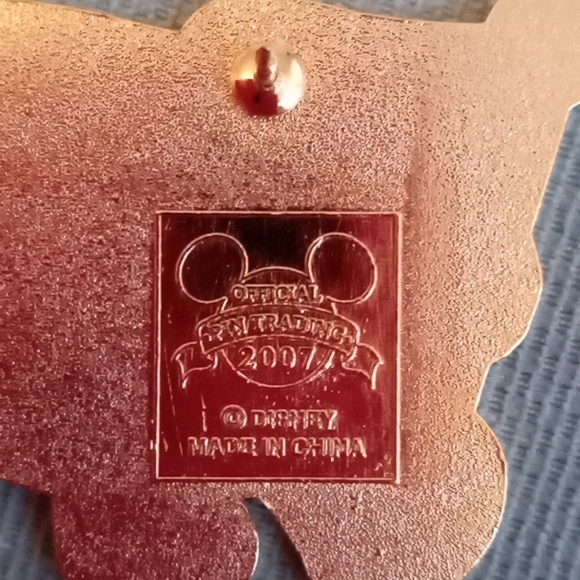 OFFICIAL
PIN TRADING
2007
© DISNEY
MADE IN CHINA